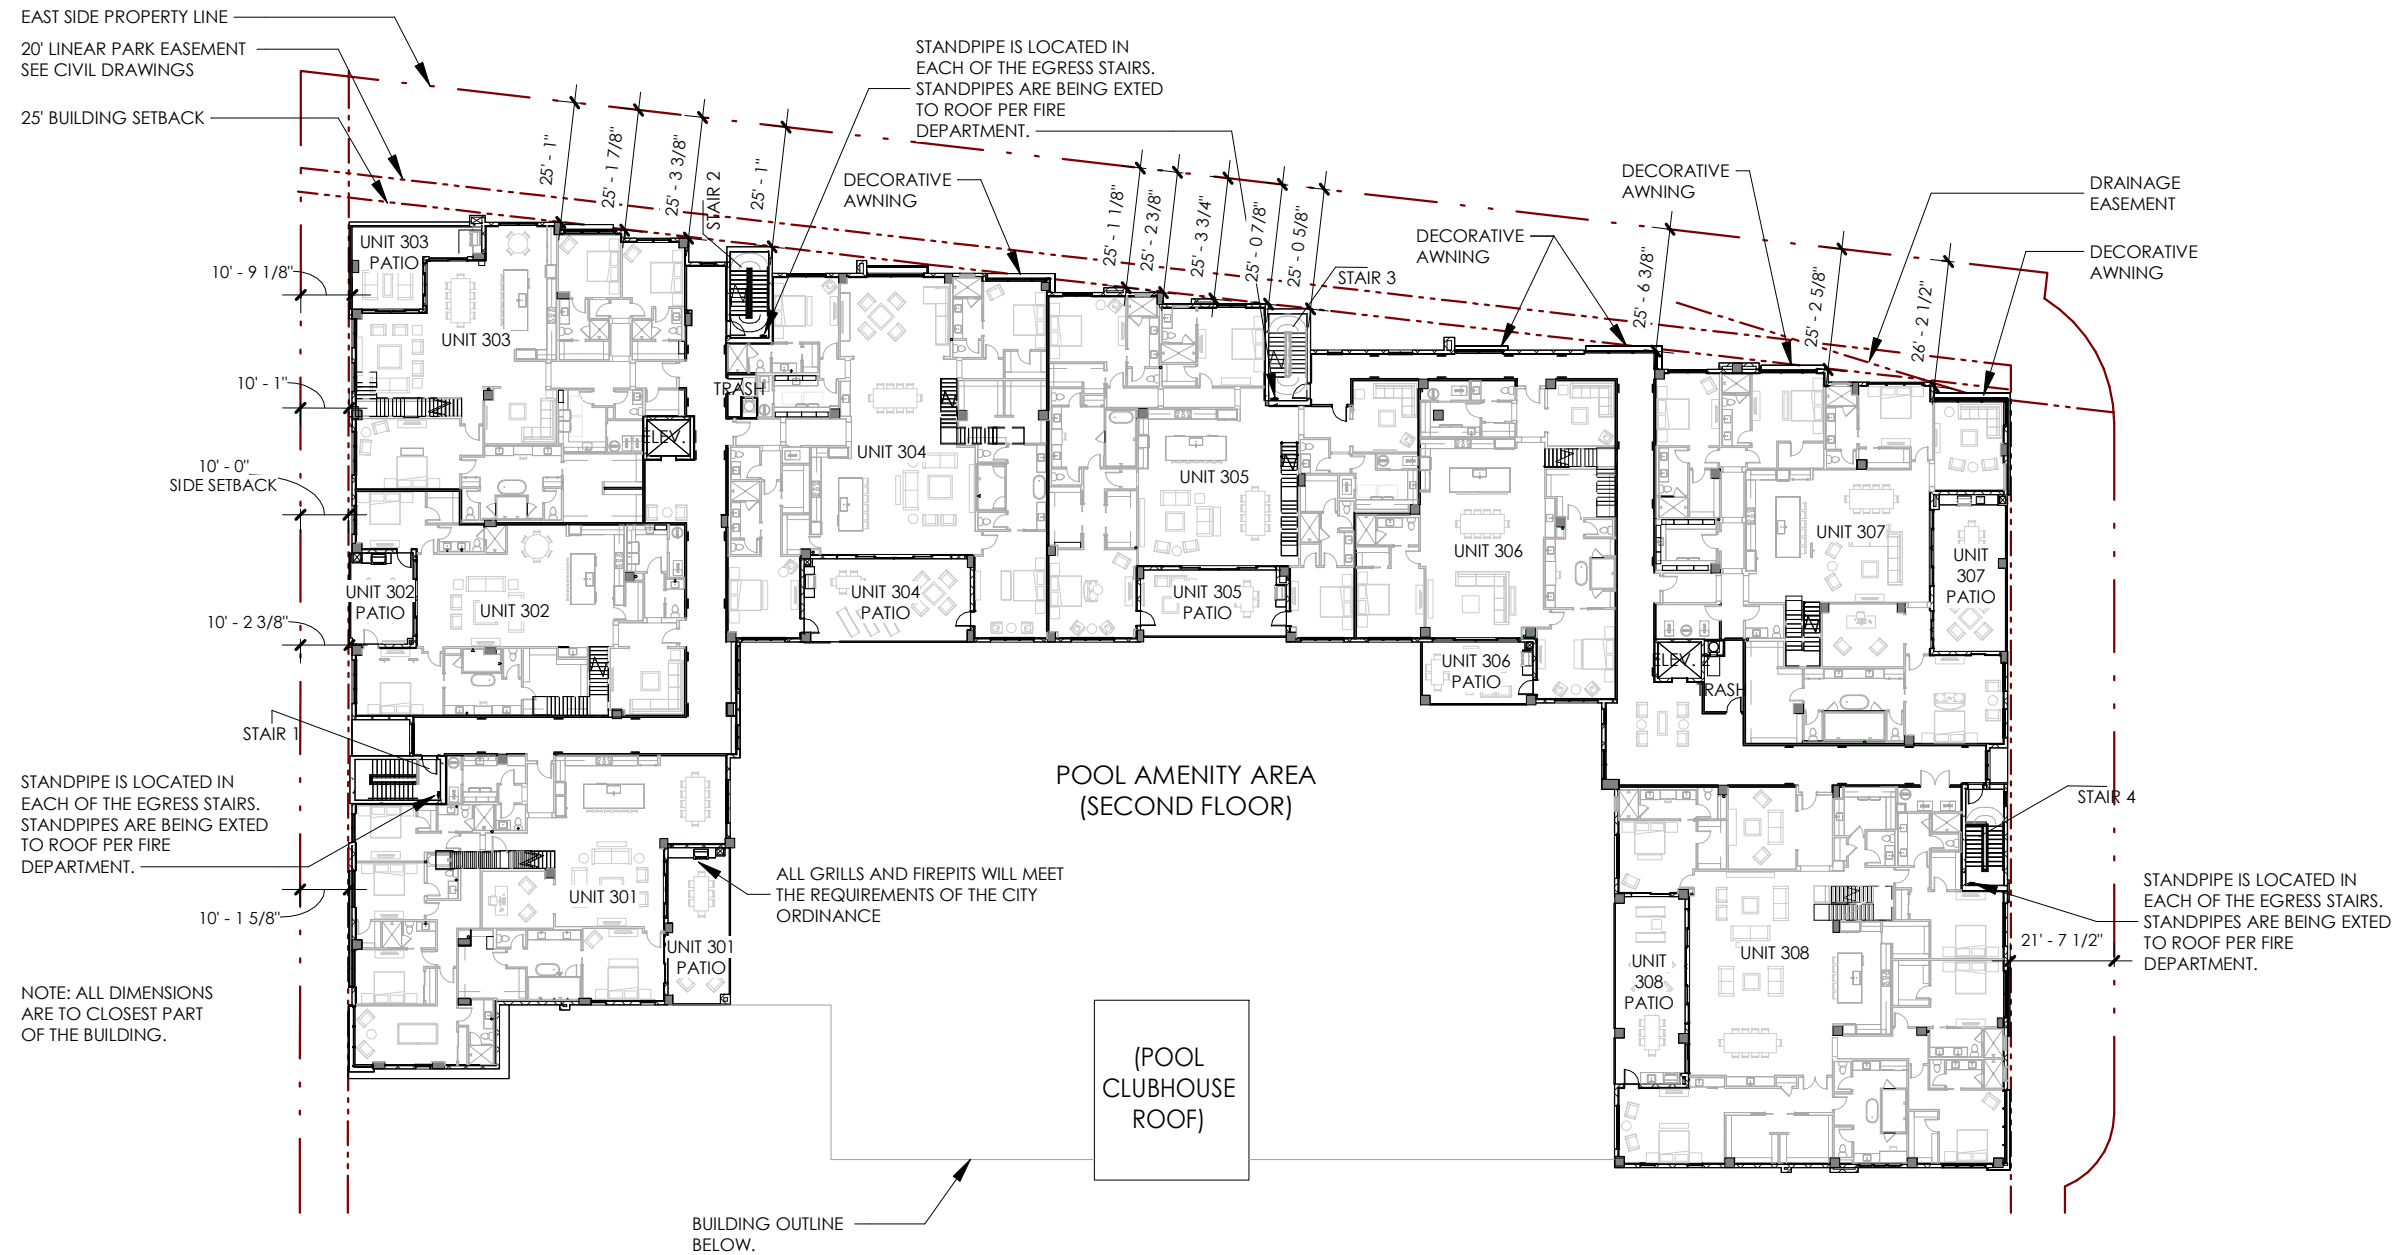 EAST SIDE PROPERTY LINE
20' LINEAR PARK EASEMENT
SEE CIVIL DRAWINGS
25' BUILDING SETBACK
STANDPIPE IS LOCATED IN
EACH OF THE EGRESS STAIRS.
STANDPIPES ARE BEING EXTED
TO ROOF PER FIRE
DEPARTMENT.
25' - 1"
25' - 1 7/8"
25' - 3 3/8"
STAIR 2
25' - 1"
DECORATIVE
AWNING
25' - 1 1/8"
25' - 2 3/8"
25' - 3 3/4"
25' - 0 7/8"
25' - 0 5/8"
STAIR 3
DECORATIVE
AWNING
DECORATIVE
AWNING
25' - 6 3/8"
25' - 2 5/8"
26' - 2 1/2"
DRAINAGE
EASEMENT
DECORATIVE
AWNING
UNIT 303
PATIO
10' - 9 1/8"
UNIT 303
10' - 1"
TRASH
ELEV.
10' - 0"
SIDE SETBACK
UNIT 304
UNIT 305
UNIT 306
UNIT 307
UNIT
307
PATIO
UNIT 302
PATIO
UNIT 302
10' - 2 3/8"
UNIT 304
PATIO
UNIT 305
PATIO
UNIT 306
PATIO
ELEV. 2
TRASH
STAIR 1
STANDPIPE IS LOCATED IN
EACH OF THE EGRESS STAIRS.
STANDPIPES ARE BEING EXTED
TO ROOF PER FIRE
DEPARTMENT.
POOL AMENITY AREA
(SECOND FLOOR)
STAIR 4
ALL GRILLS AND FIREPITS WILL MEET
THE REQUIREMENTS OF THE CITY
ORDINANCE
UNIT 301
10' - 1 5/8"
UNIT 301
PATIO
STANDPIPE IS LOCATED IN
EACH OF THE EGRESS STAIRS.
STANDPIPES ARE BEING EXTED
TO ROOF PER FIRE
DEPARTMENT.
21' - 7 1/2"
UNIT 308
UNIT
308
PATIO
NOTE: ALL DIMENSIONS
ARE TO CLOSEST PART
OF THE BUILDING.
(POOL
CLUBHOUSE
ROOF)
BUILDING OUTLINE
BELOW.